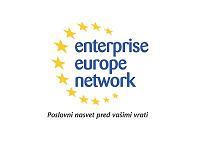 enterprise
europe
network
Poslovni nasvet pred vašimi vrati